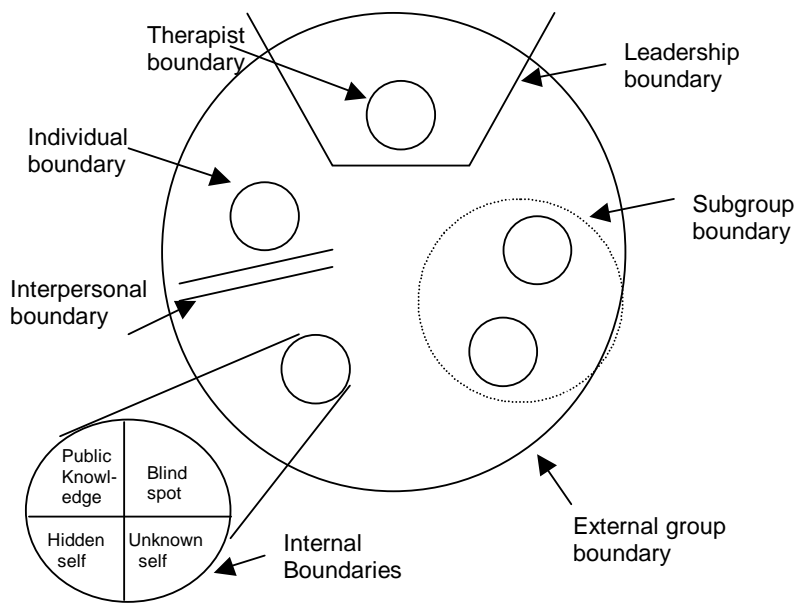 Therapist
boundary
Leadership
boundary
Individual
boundary
Subgroup
boundary
Interpersonal
boundary
Public
Knowl-
edge
Blind
spot
Hidden
self
Unknown
self
Internal
Boundaries
External group
boundary